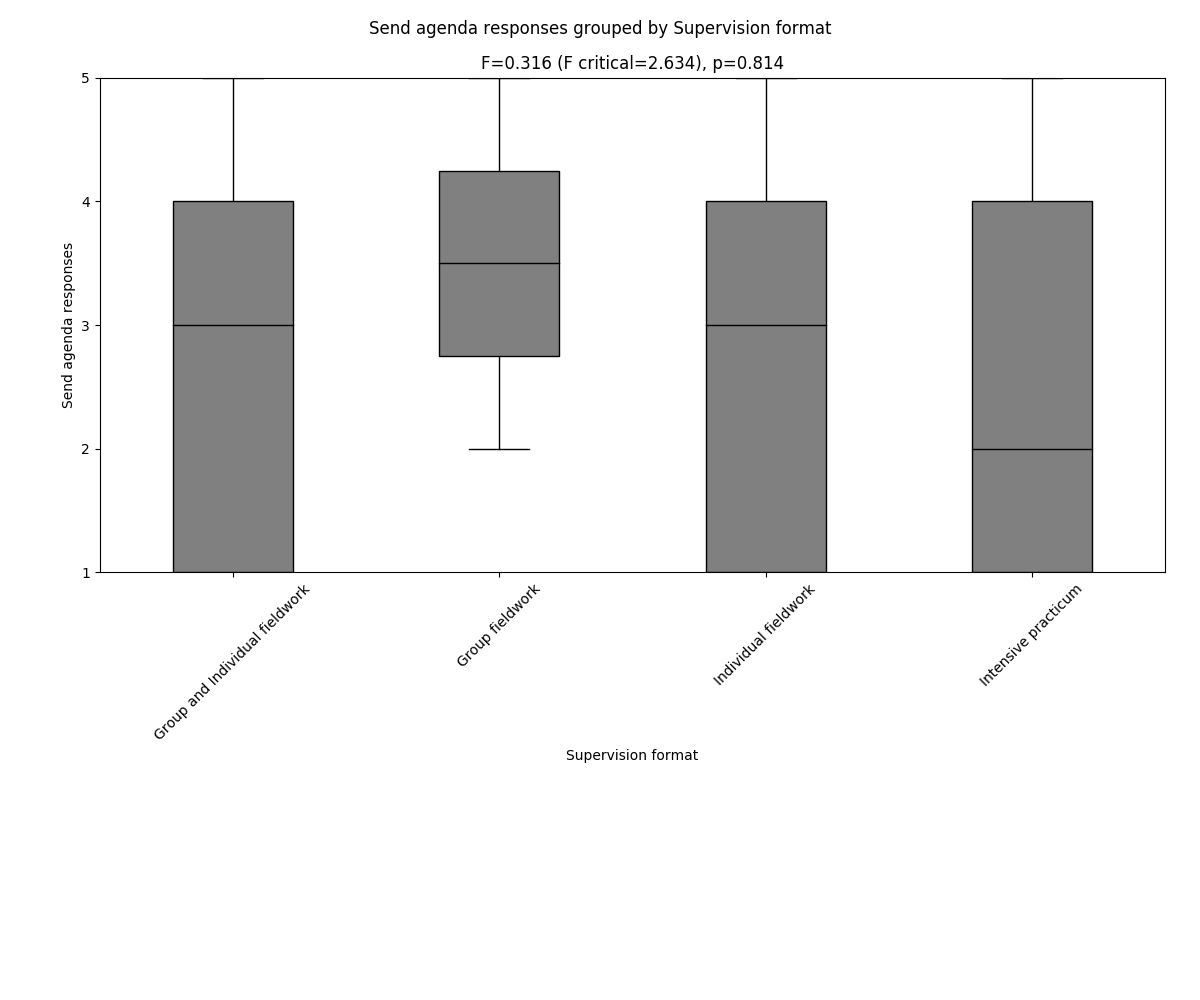 Send agenda responses grouped by Supervision format
F=0.316 (F critical=2.634), p=0.814
5
4
3
2
1
Send agenda responses
Group and Individual fieldwork
Group fieldwork
Individual fieldwork
Intensive practicum
Supervision format